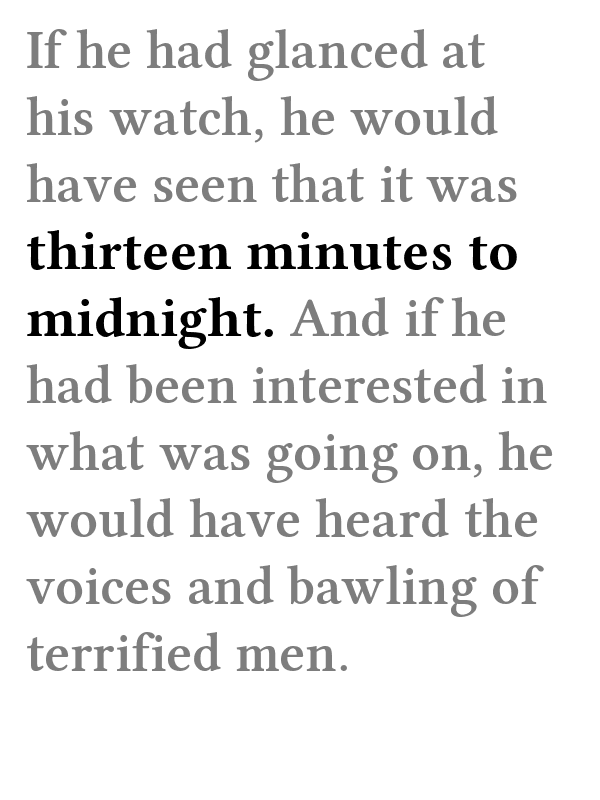 If he had glanced at
his watch, he would
have seen that it was
thirteen minutes to
midnight. And if he
had been interested in
what was going on, he
would have heard the
voices and bawling of
terrified men.